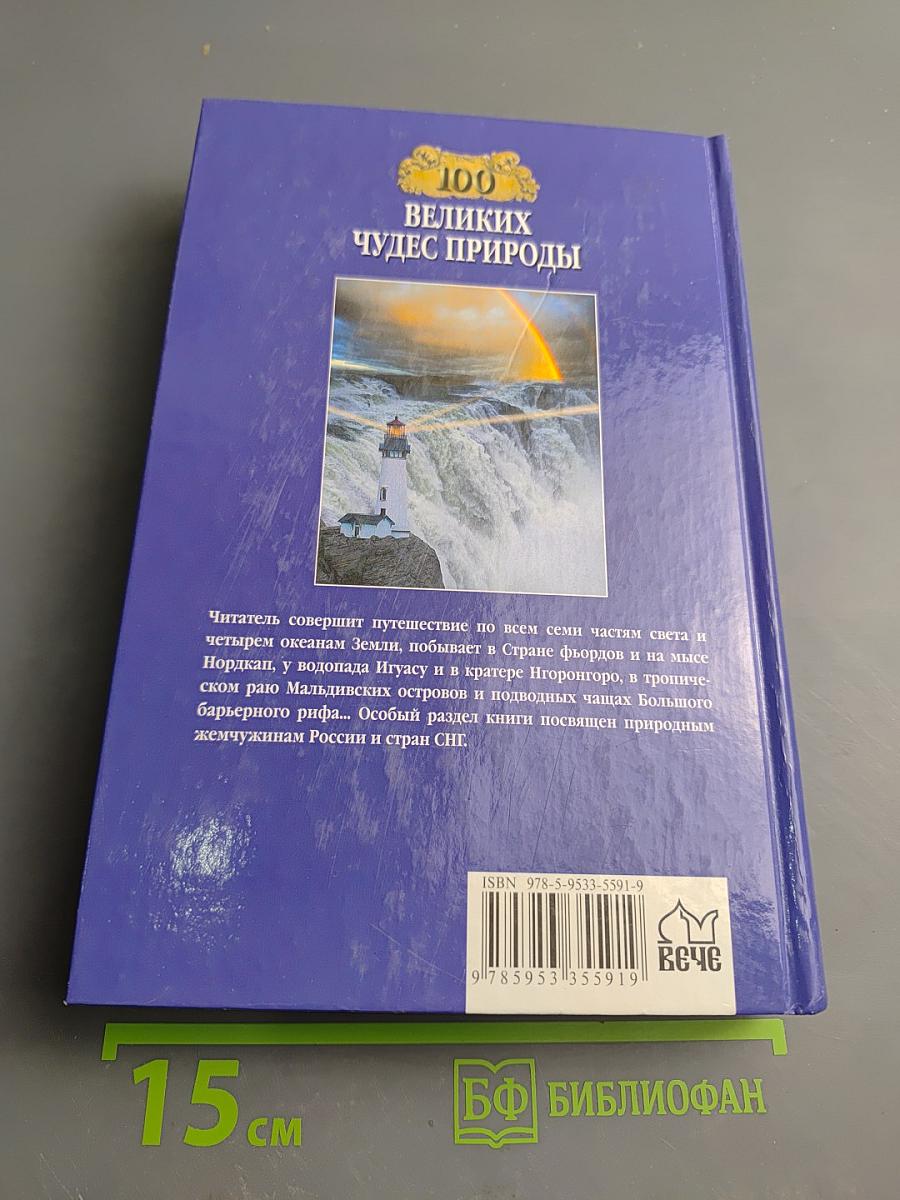 100
ВЕЛИКИХ
ЧУДЕС ПРИРОДЫ
Читатель совершит путешествие по всем семи частям света и
четырем океанам Земли, побывает в Стране фьордов и на мысе
Нордкап, у водопада Игуасу и в кратере Нгоронгоро, в тропиче-
ском раю Мальдивских островов и подводных чащах Большого
барьерного рифа... Особый раздел книги посвящен природным
жемчужинам России и стран СНГ.
ISBN 978-5-9533-5591-9
9 785953 355919
ВЕЧЕ
15 см
БФ БИБЛИОФАН